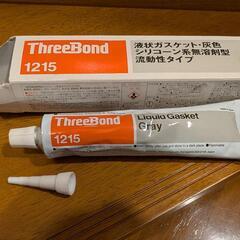 ThreeBond
1215
液状ガスケット・灰色
シリコーン系無溶剤型
流動性タイプ
ThreeBond
1215
Liquid Gasket
Gray